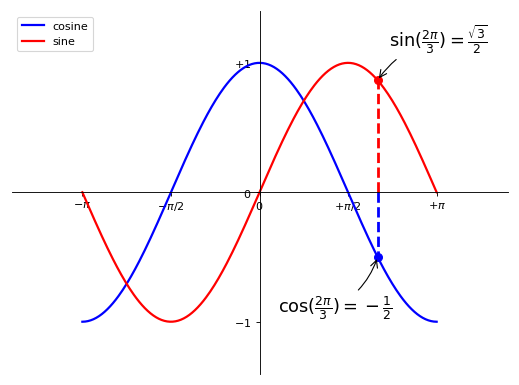 cosine
sine
sin(2π/3) = √3/2
+1
0
−π
−π/2
0
+π/2
+π
cos(2π/3) = −1/2
−1